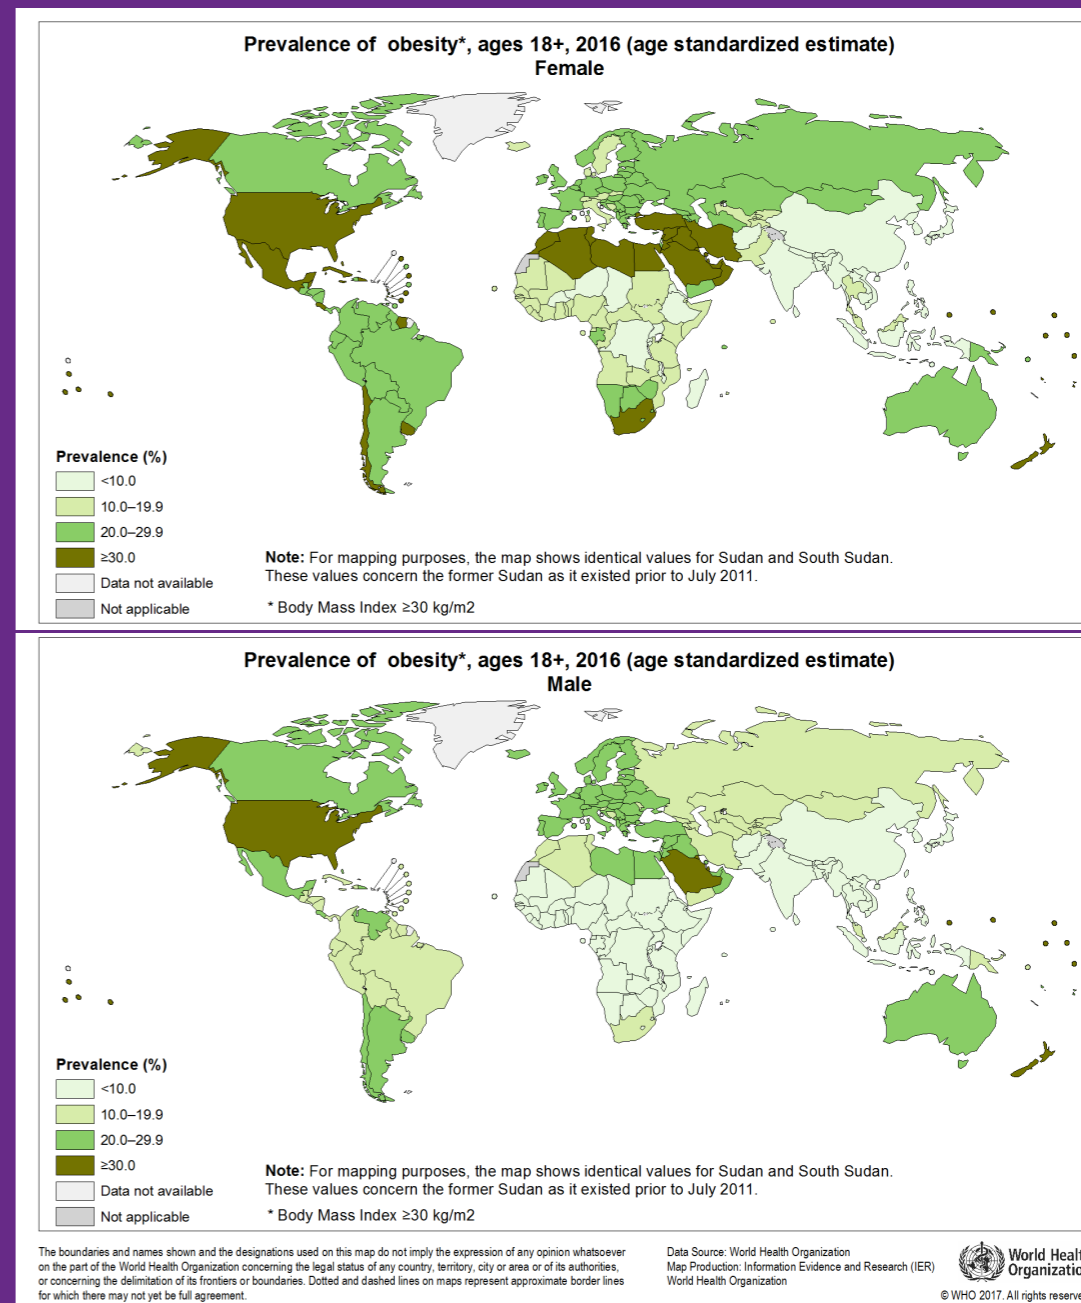 Prevalence of obesity*, ages 18+, 2016 (age standardized estimate)
Female
Prevalence (%)
<10.0
10.0–19.9
20.0–29.9
≥30.0
Data not available
Not applicable
Note: For mapping purposes, the map shows identical values for Sudan and South Sudan.
These values concern the former Sudan as it existed prior to July 2011.
* Body Mass Index ≥30 kg/m2
Prevalence of obesity*, ages 18+, 2016 (age standardized estimate)
Male
Prevalence (%)
<10.0
10.0–19.9
20.0–29.9
≥30.0
Data not available
Not applicable
Note: For mapping purposes, the map shows identical values for Sudan and South Sudan.
These values concern the former Sudan as it existed prior to July 2011.
* Body Mass Index ≥30 kg/m2
The boundaries and names shown and the designations used on this map do not imply the expression of any opinion whatsoever
on the part of the World Health Organization concerning the legal status of any country, territory, city or area or of its authorities,
or concerning the delimitation of its frontiers or boundaries. Dotted and dashed lines on maps represent approximate border lines
for which there may not yet be full agreement.
Data Source: World Health Organization
Map Production: Information Evidence and Research (IER)
World Health Organization
World Healt
Organizatio
© WHO 2017. All rights reserve